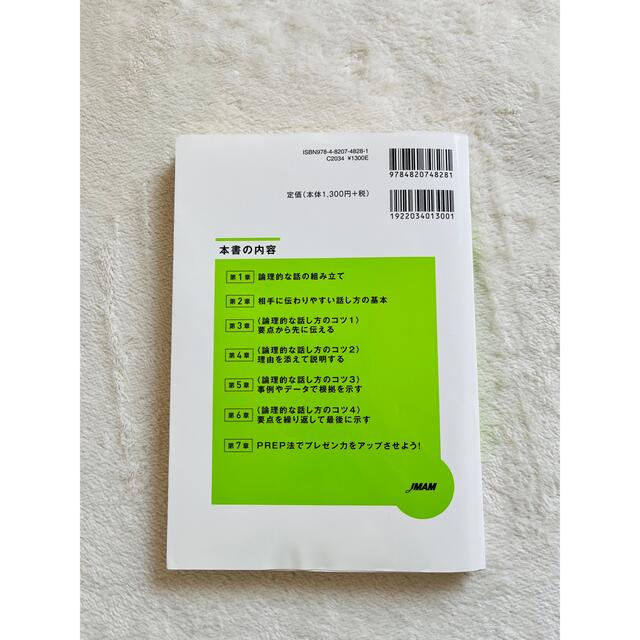 ISBN978-4-8207-4828-1
C2034 ¥1300E
定価(本体1,300円+税)
9784820748281
1922034013001
本書の内容
第1章 論理的な話の組み立て
第2章 相手に伝わりやすい話し方の基本
第3章 〈論理的な話し方のコツ1〉
要点から先に伝える
第4章 〈論理的な話し方のコツ2〉
理由を添えて説明する
第5章 〈論理的な話し方のコツ3〉
事例やデータで根拠を示す
第6章 〈論理的な話し方のコツ4〉
要点を繰り返して最後に示す
第7章 PREP法でプレゼン力をアップさせよう!
JMAM